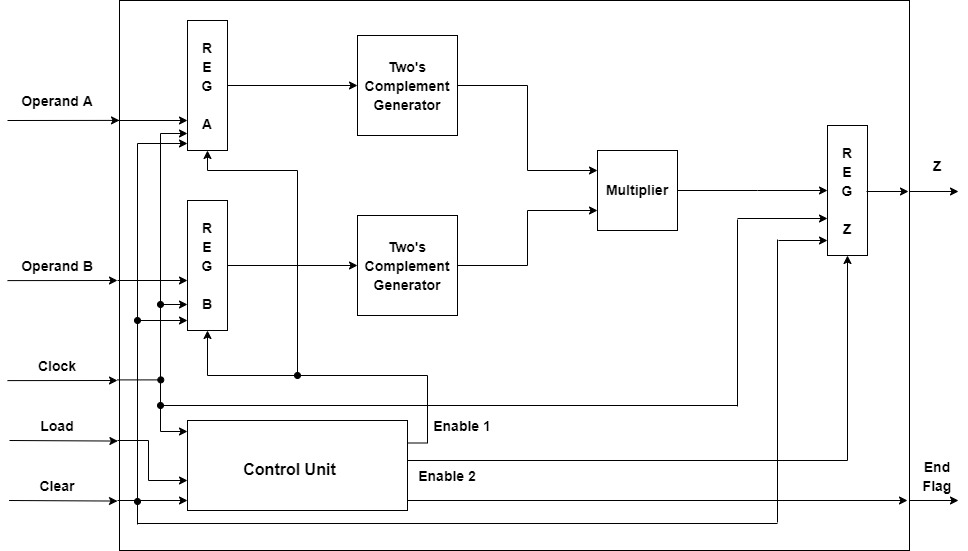 R
E
G
A
Two's
Complement
Generator
Operand A
R
E
G
Z
Z
Multiplier
R
E
G
B
Two's
Complement
Generator
Operand B
Clock
Load
Enable 1
Control Unit
Enable 2
Clear
End
Flag